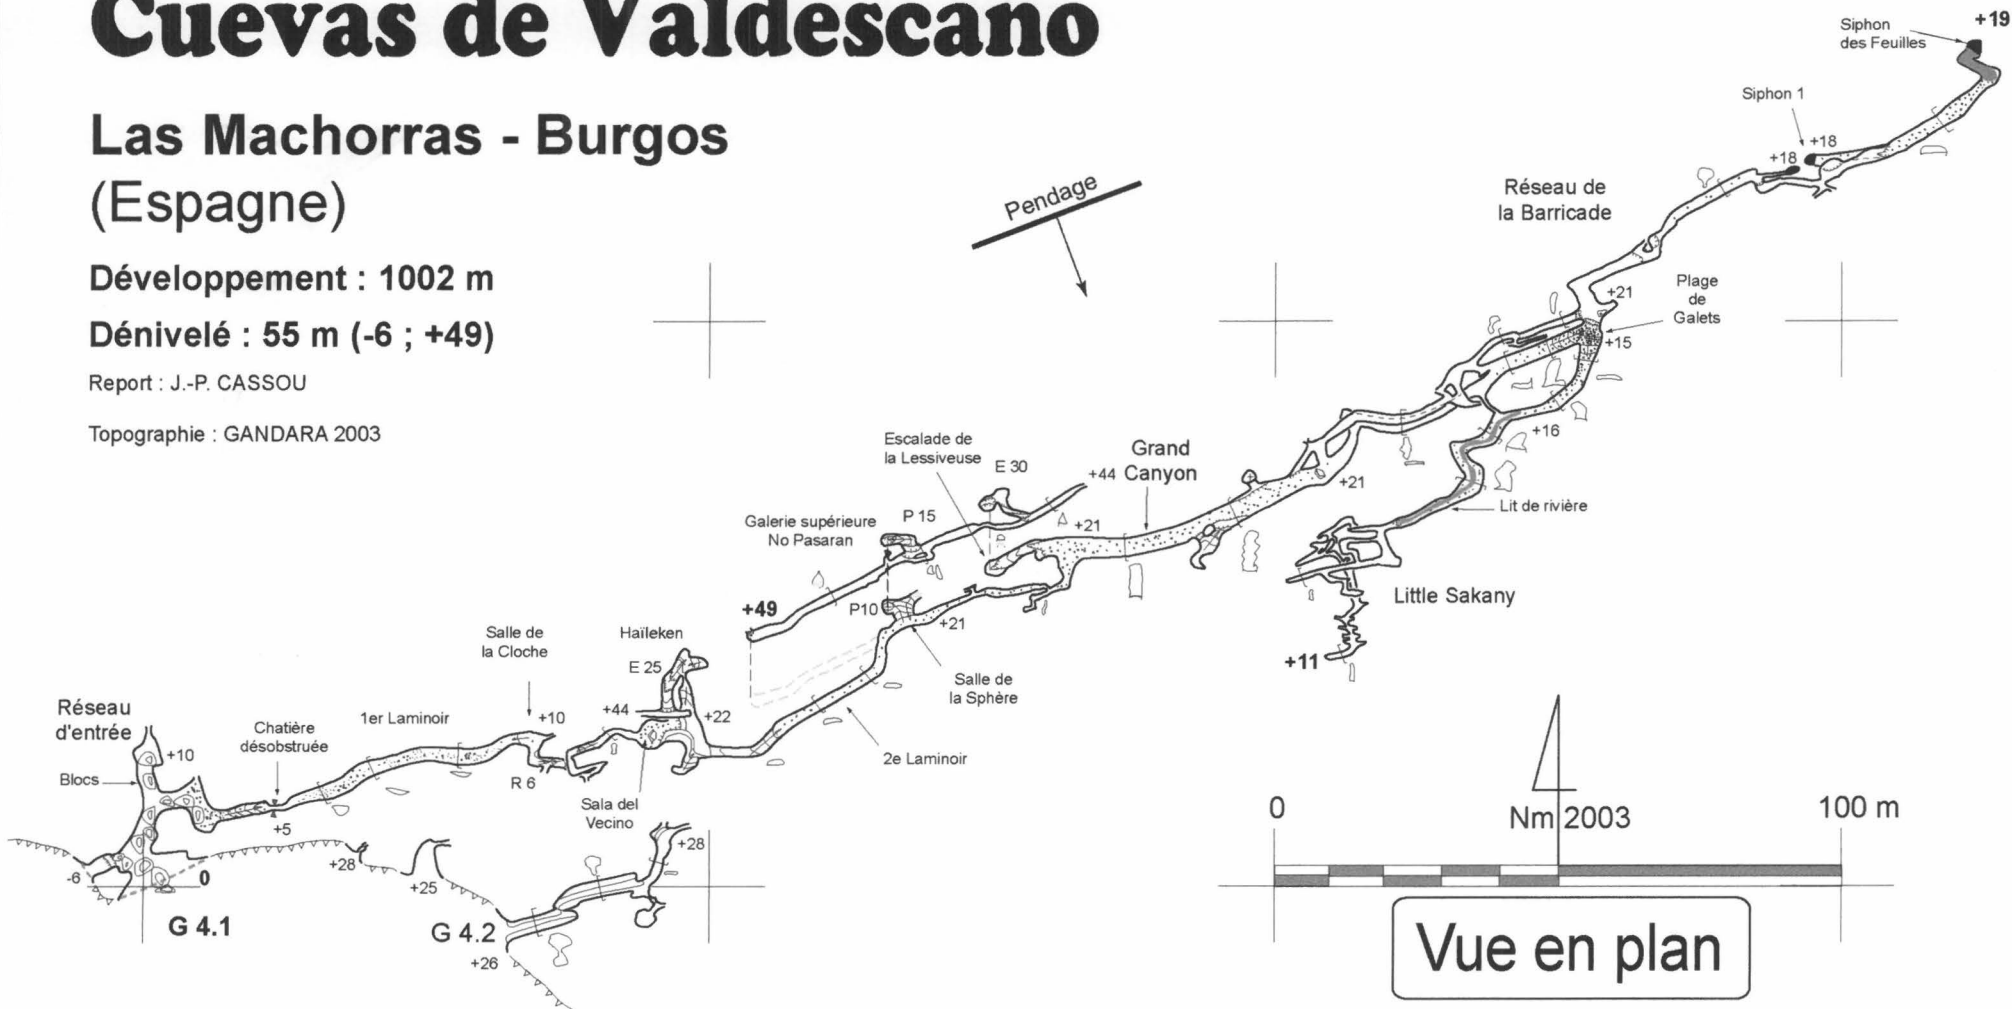 Cuevas de Valdescano
Las Machorras - Burgos
(Espagne)
Développement : 1002 m
Dénivelé : 55 m (-6 ; +49)
Report : J.-P. CASSOU
Topographie : GANDARA 2003
Pendage
Siphon
des Feuilles
+19
Siphon 1
+18
+18
Réseau de
la Barricade
Plage
de
Galets
+21
+15
+16
Lit de rivière
Little Sakany
+11
Escalade de
la Lessiveuse
E 30
+44
Grand
Canyon
+21
+21
Galerie supérieure
No Pasaran
P 15
+49
P10
+21
Salle de
la Sphère
2e Laminoir
Salle de
la Cloche
Haïleken
E 25
+44
+22
+10
R 6
Sala del
Vecino
Réseau
d'entrée
+10
Blocs
Chatière
désobstruée
1er Laminoir
+5
-6
0
G 4.1
+28
+25
G 4.2
+26
+28
0
100 m
Nm 2003
Vue en plan